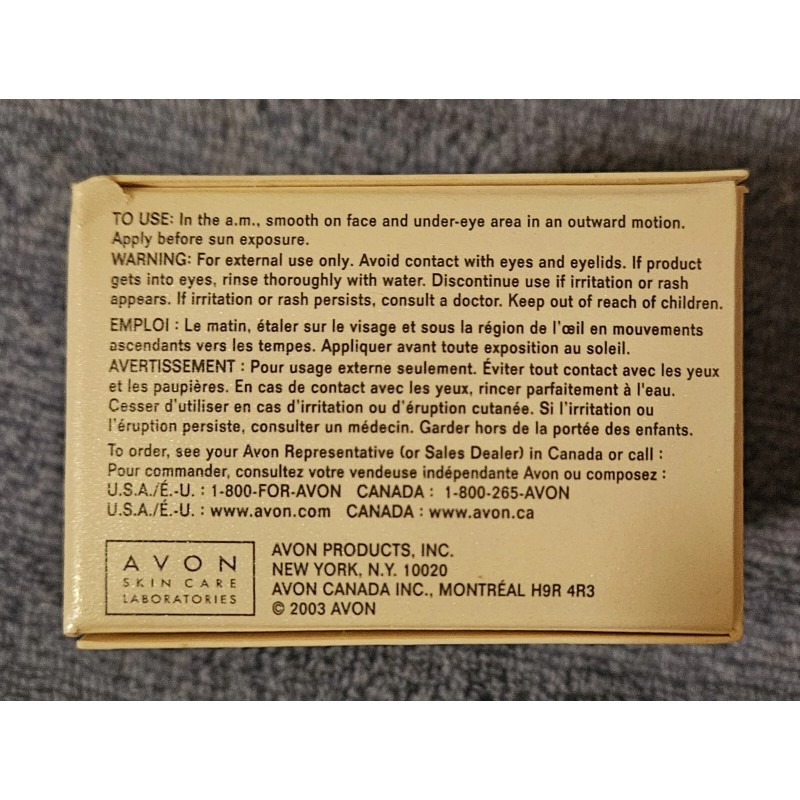 TO USE: In the a.m., smooth on face and under-eye area in an outward motion.
Apply before sun exposure.
WARNING: For external use only. Avoid contact with eyes and eyelids. If product
gets into eyes, rinse thoroughly with water. Discontinue use if irritation or rash
appears. If irritation or rash persists, consult a doctor. Keep out of reach of children.
EMPLOI : Le matin, étaler sur le visage et sous la région de l'œil en mouvements
ascendants vers les tempes. Appliquer avant toute exposition au soleil.
AVERTISSEMENT : Pour usage externe seulement. Éviter tout contact avec les yeux
et les paupières. En cas de contact avec les yeux, rincer parfaitement à l'eau.
Cesser d'utiliser en cas d'irritation ou d'éruption cutanée. Si l'irritation ou
l'éruption persiste, consulter un médecin. Garder hors de la portée des enfants.
To order, see your Avon Representative (or Sales Dealer) in Canada or call :
Pour commander, consultez votre vendeuse indépendante Avon ou composez :
U.S.A./É.-U. : 1-800-FOR-AVON CANADA : 1-800-265-AVON
U.S.A./É.-U. : www.avon.com CANADA : www.avon.ca
AVON
SKIN CARE
LABORATORIES
AVON PRODUCTS, INC.
NEW YORK, N.Y. 10020
AVON CANADA INC., MONTRÉAL H9R 4R3
© 2003 AVON